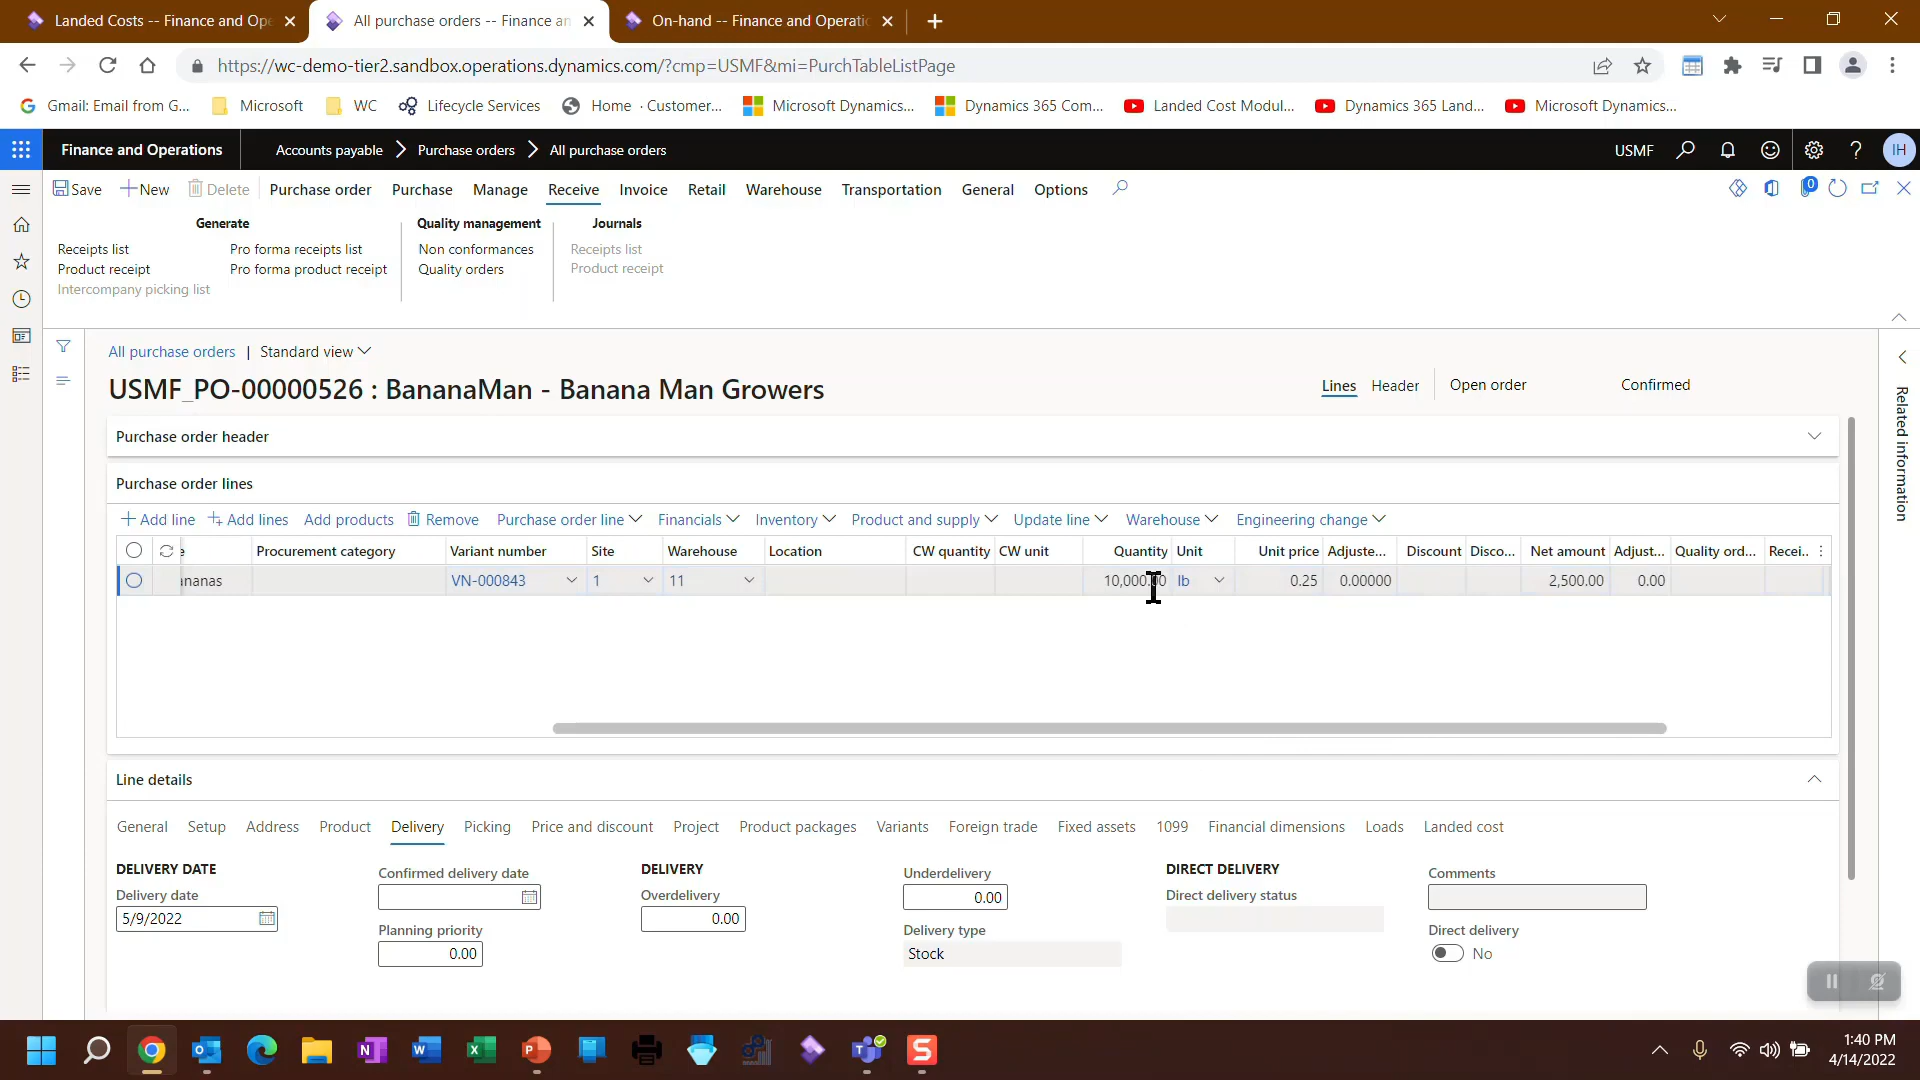 Landed Costs -- Finance and Ope
All purchase orders -- Finance an
On-hand -- Finance and Operati
https://wc-demo-tier2.sandbox.operations.dynamics.com/?cmp=USMF&mi=PurchTableListPage
Gmail: Email from G... Microsoft WC Lifecycle Services Home · Customer... Microsoft Dynamics... Dynamics 365 Com... Landed Cost Modul... Dynamics 365 Land... Microsoft Dynamics...
Finance and Operations Accounts payable Purchase orders All purchase orders USMF ? IH
Save New Delete Purchase order Purchase Manage Receive Invoice Retail Warehouse Transportation General Options 0
Generate Quality management Journals
Receipts list Pro forma receipts list Non conformances Receipts list
Product receipt Pro forma product receipt Quality orders Product receipt
Intercompany picking list
All purchase orders | Standard view
USMF_PO-00000526 : BananaMan - Banana Man Growers
Lines Header Open order Confirmed
Related information
Purchase order header
Purchase order lines
Add line Add lines Add products Remove Purchase order line Financials Inventory Product and supply Update line Warehouse Engineering change
e Procurement category Variant number Site Warehouse Location CW quantity CW unit Quantity Unit Unit price Adjuste... Discount Disco... Net amount Adjust... Quality ord... Recei...
ananas VN-000843 1 11 10,000.00 lb 0.25 0.00000 2,500.00 0.00
Line details
General Setup Address Product Delivery Picking Price and discount Project Product packages Variants Foreign trade Fixed assets 1099 Financial dimensions Loads Landed cost
DELIVERY DATE
Delivery date
5/9/2022
Confirmed delivery date
Planning priority
0.00
DELIVERY
Overdelivery
0.00
Underdelivery
0.00
Delivery type
Stock
DIRECT DELIVERY
Direct delivery status
Comments
Direct delivery
No
1:40 PM
4/14/2022